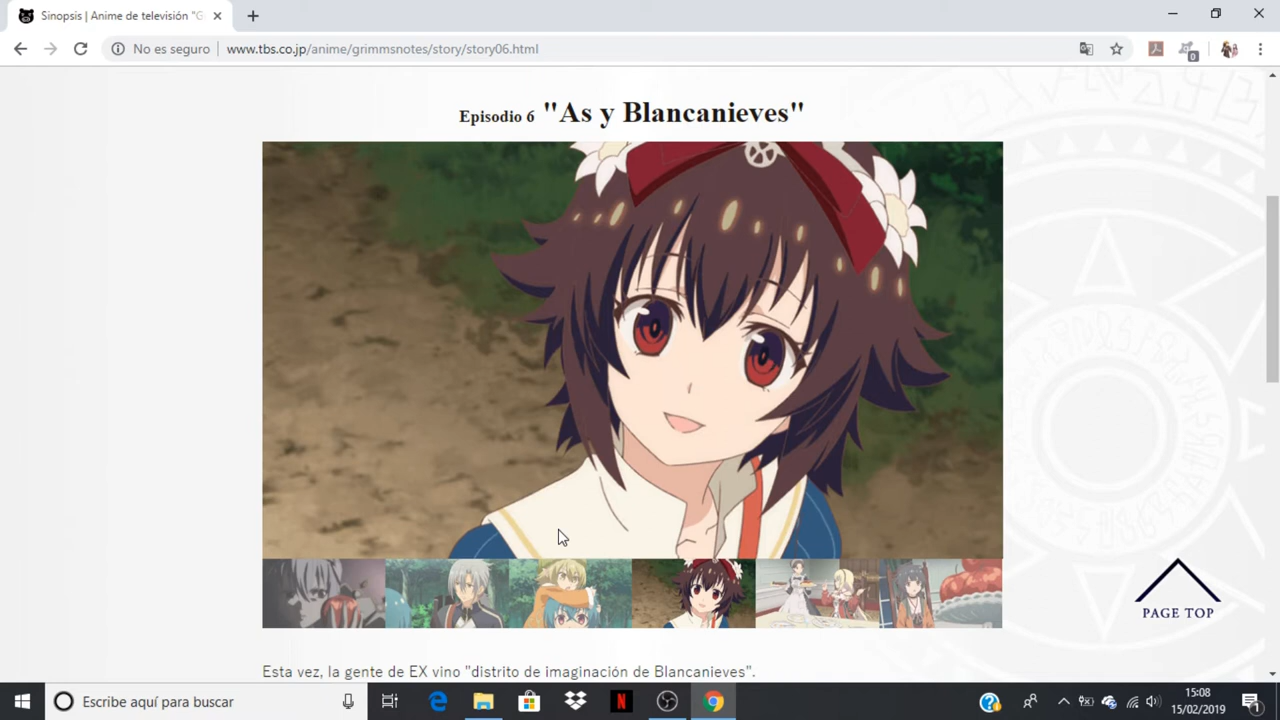 Sinopsis | Anime de televisión "G
No es seguro
www.tbs.co.jp/anime/grimmsnotes/story/story06.html
0
Episodio 6 "As y Blancanieves"
PAGE TOP
Esta vez, la gente de EX vino "distrito de imaginación de Blancanieves".
Escribe aquí para buscar
15:08
15/02/2019
1